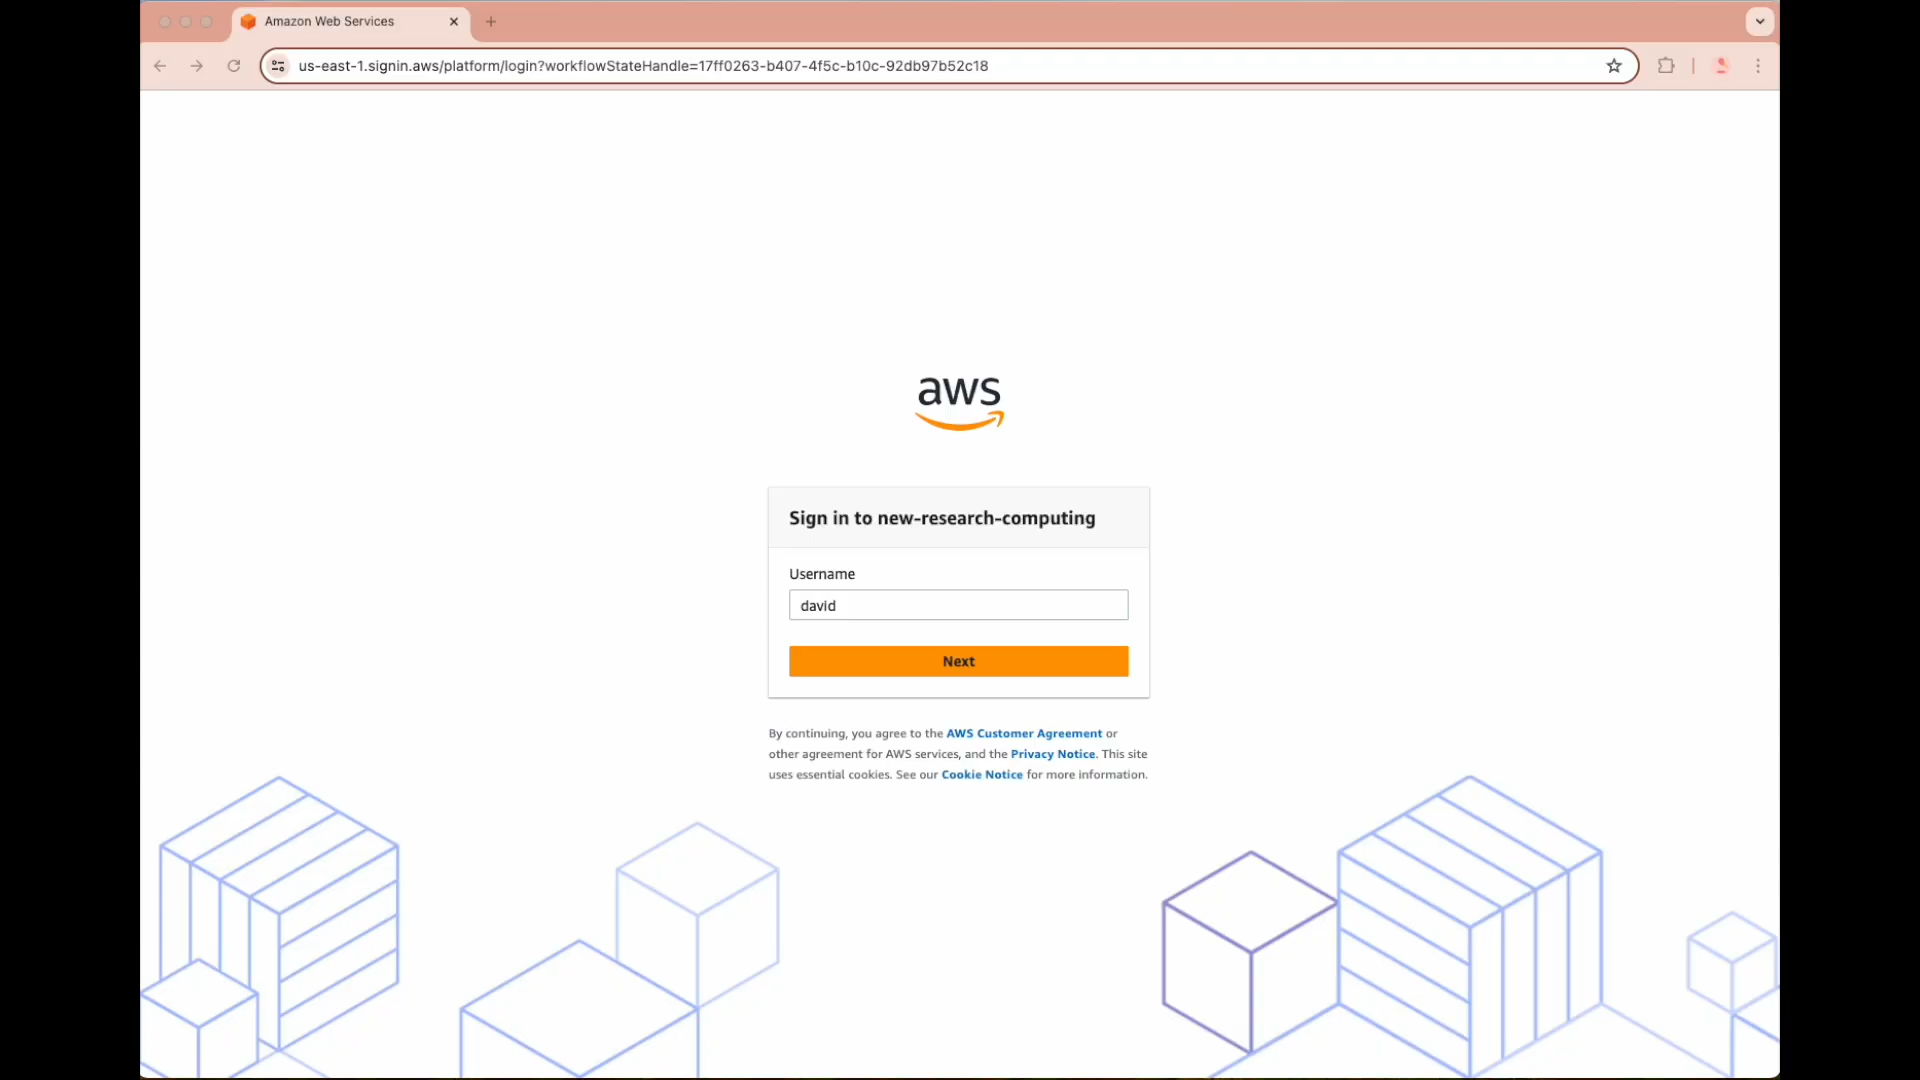 Amazon Web Services
us-east-1.signin.aws/platform/login?workflowStateHandle=17ff0263-b407-4f5c-b10c-92db97b52c18
aws
Sign in to new-research-computing
Username
david
Next
By continuing, you agree to the AWS Customer Agreement or
other agreement for AWS services, and the Privacy Notice. This site
uses essential cookies. See our Cookie Notice for more information.